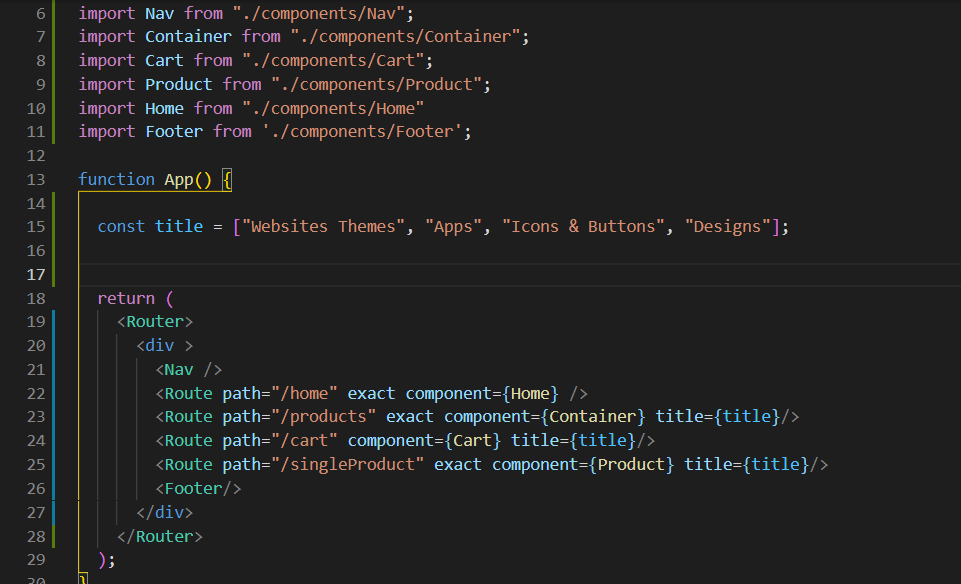 6 import Nav from "./components/Nav";
7 import Container from "./components/Container";
8 import Cart from "./components/Cart";
9 import Product from "./components/Product";
10 import Home from "./components/Home"
11 import Footer from './components/Footer';
12
13 function App() {
14
15 const title = ["Websites Themes", "Apps", "Icons & Buttons", "Designs"];
16
17
18 return (
19 <Router>
20 <div >
21 <Nav />
22 <Route path="/home" exact component={Home} />
23 <Route path="/products" exact component={Container} title={title}/>
24 <Route path="/cart" component={Cart} title={title}/>
25 <Route path="/singleProduct" exact component={Product} title={title}/>
26 <Footer/>
27 </div>
28 </Router>
29 );
30 }